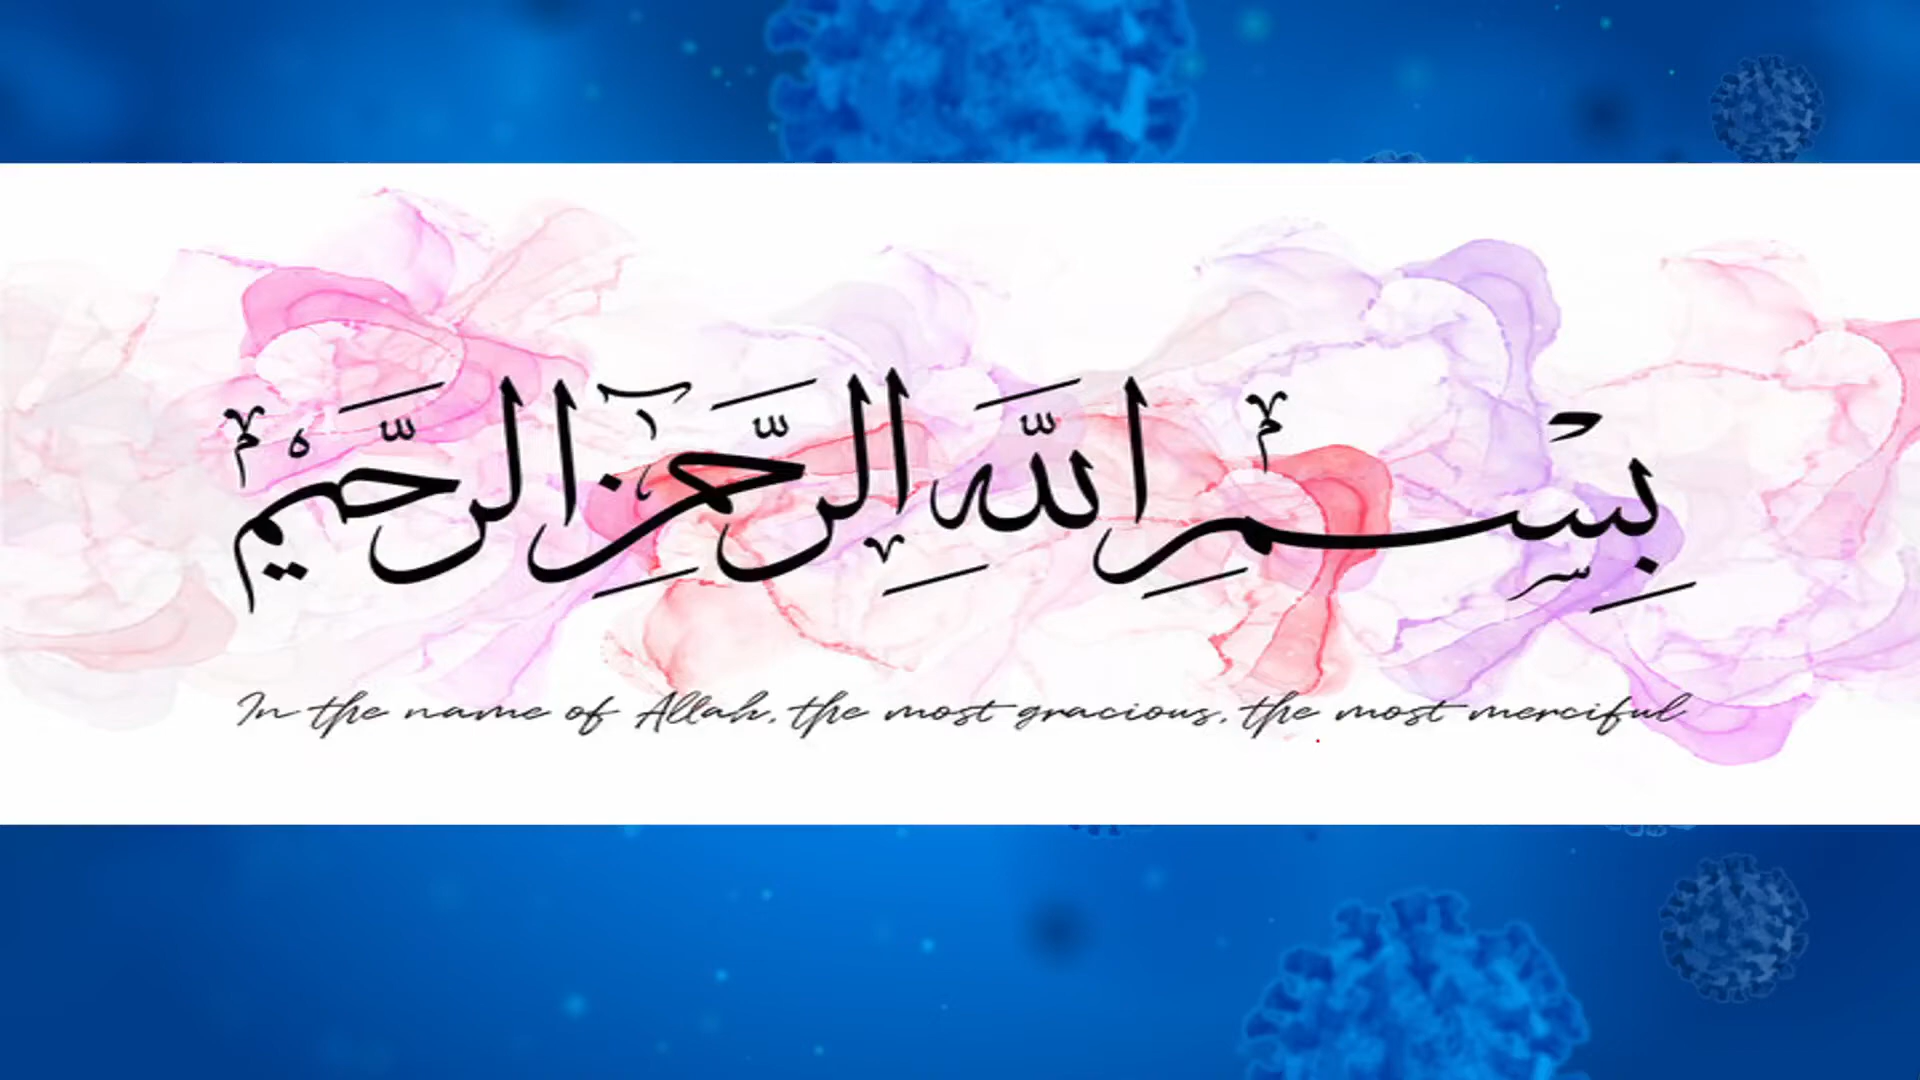 بِسْمِ اللَّهِ الرَّحْمَٰنِ الرَّحِيمِ
In the name of Allah, the most gracious, the most merciful